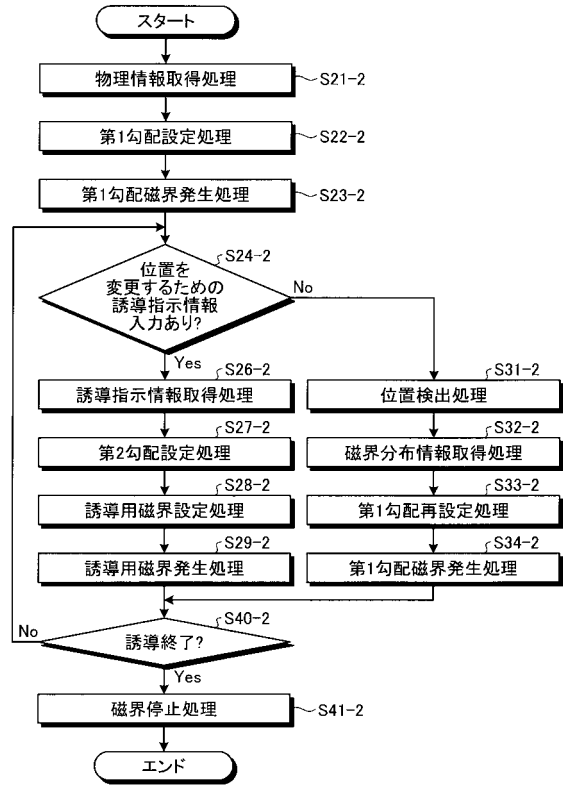 スタート
物理情報取得処理
S21-2
第1勾配設定処理
S22-2
第1勾配磁界発生処理
S23-2
S24-2
位置を
変更するための
誘導指示情報
入力あり?
No
Yes
S26-2
誘導指示情報取得処理
S27-2
第2勾配設定処理
S28-2
誘導用磁界設定処理
S29-2
誘導用磁界発生処理
S31-2
位置検出処理
S32-2
磁界分布情報取得処理
S33-2
第1勾配再設定処理
S34-2
第1勾配磁界発生処理
S40-2
誘導終了?
No
Yes
磁界停止処理
S41-2
エンド